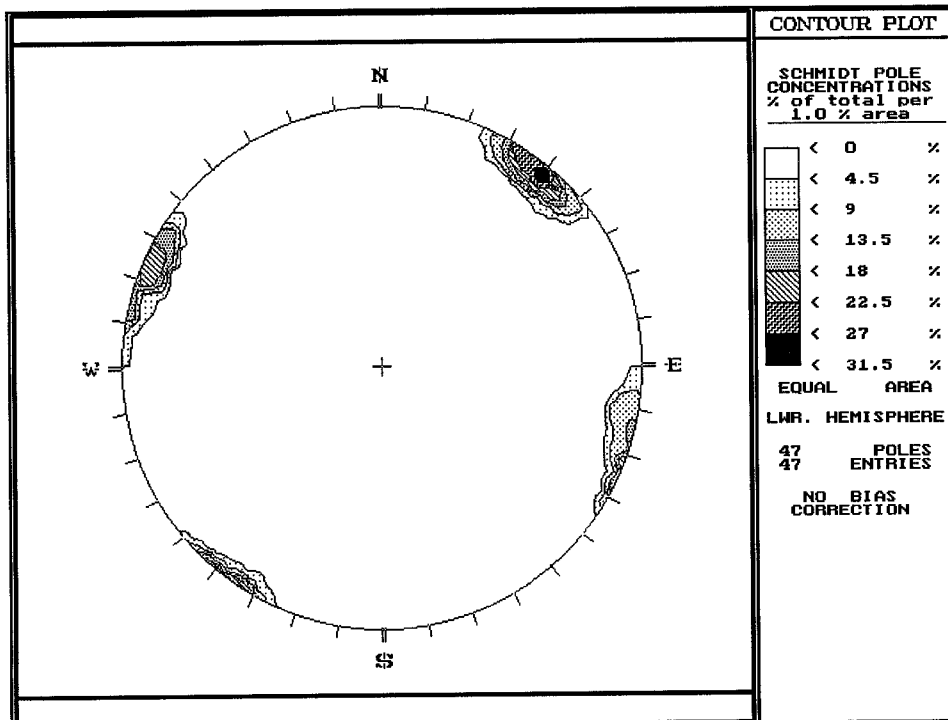 CONTOUR PLOT
SCHMIDT POLE
CONCENTRATIONS
% of total per
1.0 % area
< 0 %
< 4.5 %
< 9 %
< 13.5 %
< 18 %
< 22.5 %
< 27 %
< 31.5 %
EQUAL AREA
LWR. HEMISPHERE
47 POLES
47 ENTRIES
NO BIAS
CORRECTION
N
W
E
S